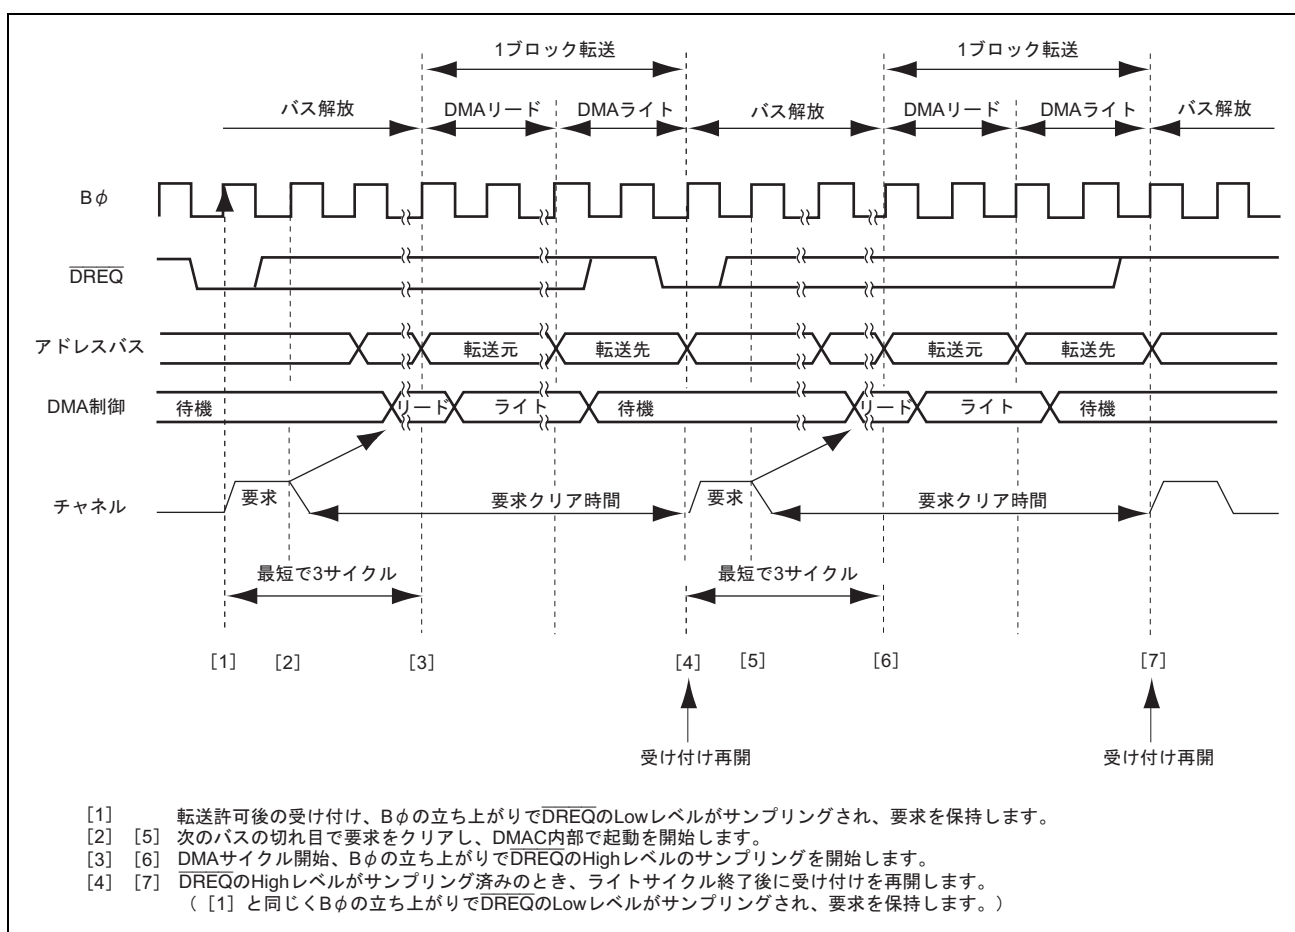 1ブロック転送 1ブロック転送
バス解放 DMAリード DMAライト バス解放 DMAリード DMAライト バス解放
Bφ
DREQ
アドレスバス 転送元 転送先 転送元 転送先
DMA制御 待機 リード ライト 待機 リード ライト 待機
チャネル 要求 要求クリア時間 要求 要求クリア時間
最短で3サイクル 最短で3サイクル
[1] [2] [3] [4] [5] [6] [7]
受け付け再開 受け付け再開
[1] 転送許可後の受け付け、Bφの立ち上がりでDREQのLowレベルがサンプリングされ、要求を保持します。
[2] [5] 次のバスの切れ目で要求をクリアし、DMAC内部で起動を開始します。
[3] [6] DMAサイクル開始、Bφの立ち上がりでDREQのHighレベルのサンプリングを開始します。
[4] [7] DREQのHighレベルがサンプリング済みのとき、ライトサイクル終了後に受け付けを再開します。
([1]と同じくBφの立ち上がりでDREQのLowレベルがサンプリングされ、要求を保持します。)